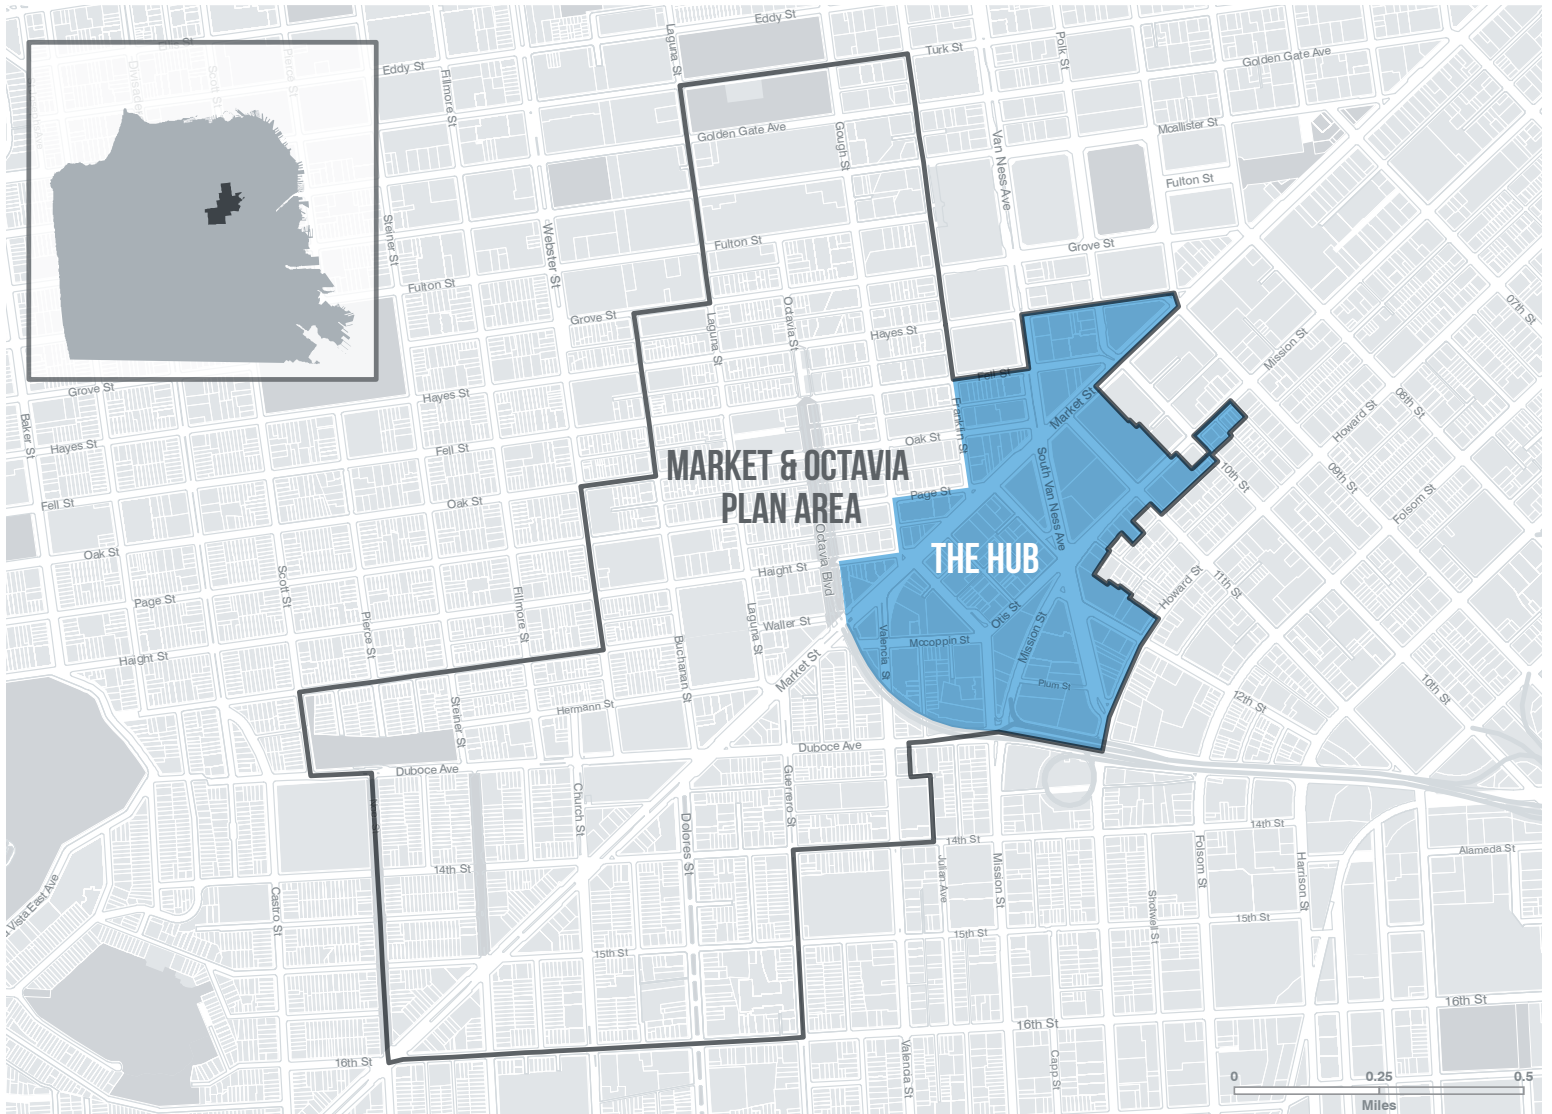 Eddy St
Laguna St
Turk St
Polk St
Golden Gate Ave
Eddy St
Fillmore St
Scott St
Pierce St
Golden Gate Ave
Gough St
Van Ness Ave
Mcallister St
Fulton St
Steiner St
Webster St
Fulton St
Grove St
Fulton St
Octavia St
07th St
Grove St
Laguna St
Hayes St
Mission St
Fell St
Grove St
Hayes St
Market St
08th St
Franklin St
Howard St
Baker St
Hayes St
Fell St
Oak St
MARKET & OCTAVIA
PLAN AREA
South Van Ness Ave
10th St
09th St
Fell St
Oak St
Page St
Folsom St
Octavia Blvd
THE HUB
Oak St
Haight St
Scott St
Howard St
11th St
Page St
Fillmore St
Pierce St
Laguna St
Waller St
Otis St
Valencia St
Mccoppin St
Mission St
Haight St
Buchanan St
Market St
Plum St
10th St
12th St
Steiner St
Hermann St
Duboce Ave
Duboce Ave
Guerrero St
Church St
Dolores St
14th St
14th St
Alameda St
14th St
Julian Ave
Mission St
Folsom St
Harrison St
Vista East Ave
Castro St
Shotwell St
15th St
15th St
15th St
16th St
16th St
16th St
Valencia St
Capp St
0
0.25
0.5
Miles